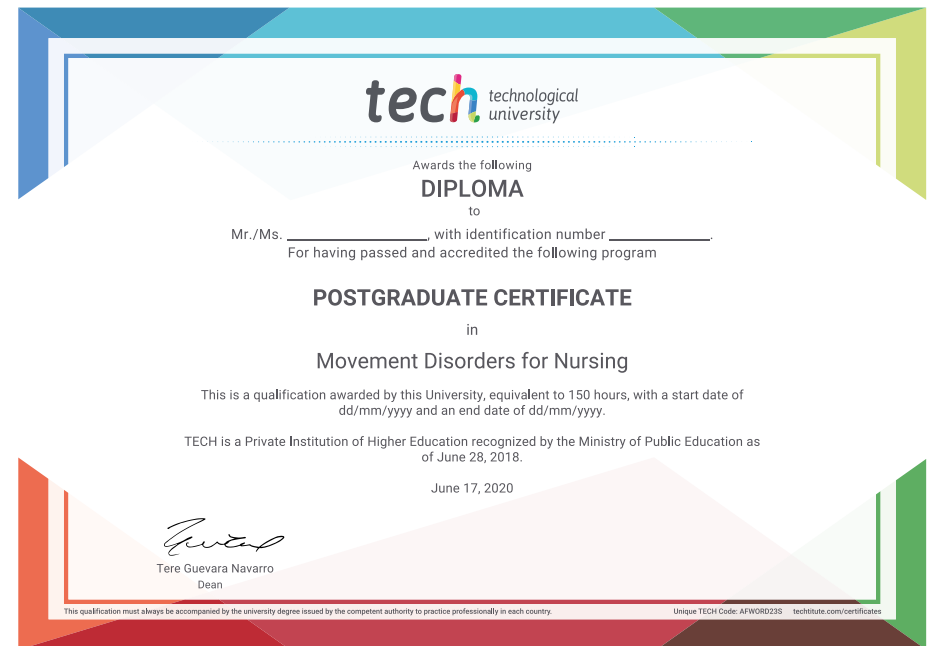 tech technological
university
Awards the following
DIPLOMA
to
Mr./Ms. ____________________, with identification number ______________.
For having passed and accredited the following program
POSTGRADUATE CERTIFICATE
in
Movement Disorders for Nursing
This is a qualification awarded by this University, equivalent to 150 hours, with a start date of
dd/mm/yyyy and an end date of dd/mm/yyyy.
TECH is a Private Institution of Higher Education recognized by the Ministry of Public Education as
of June 28, 2018.
June 17, 2020
Tere Guevara Navarro
Dean
This qualification must always be accompanied by the university degree issued by the competent authority to practice professionally in each country.
Unique TECH Code: AFWORD23S techtitute.com/certificates